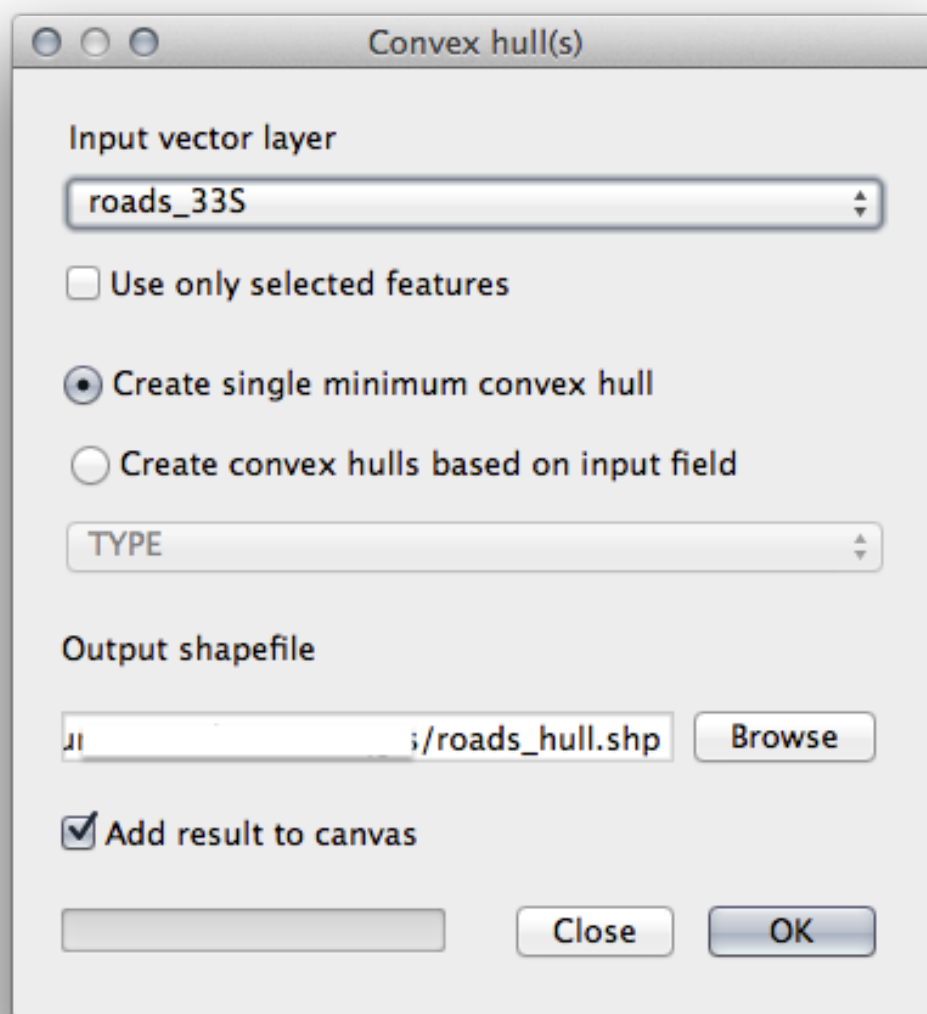 Convex hull(s)
Input vector layer
roads_33S
Use only selected features
Create single minimum convex hull
Create convex hulls based on input field
TYPE
Output shapefile
/roads_hull.shp
Browse
Add result to canvas
Close
OK